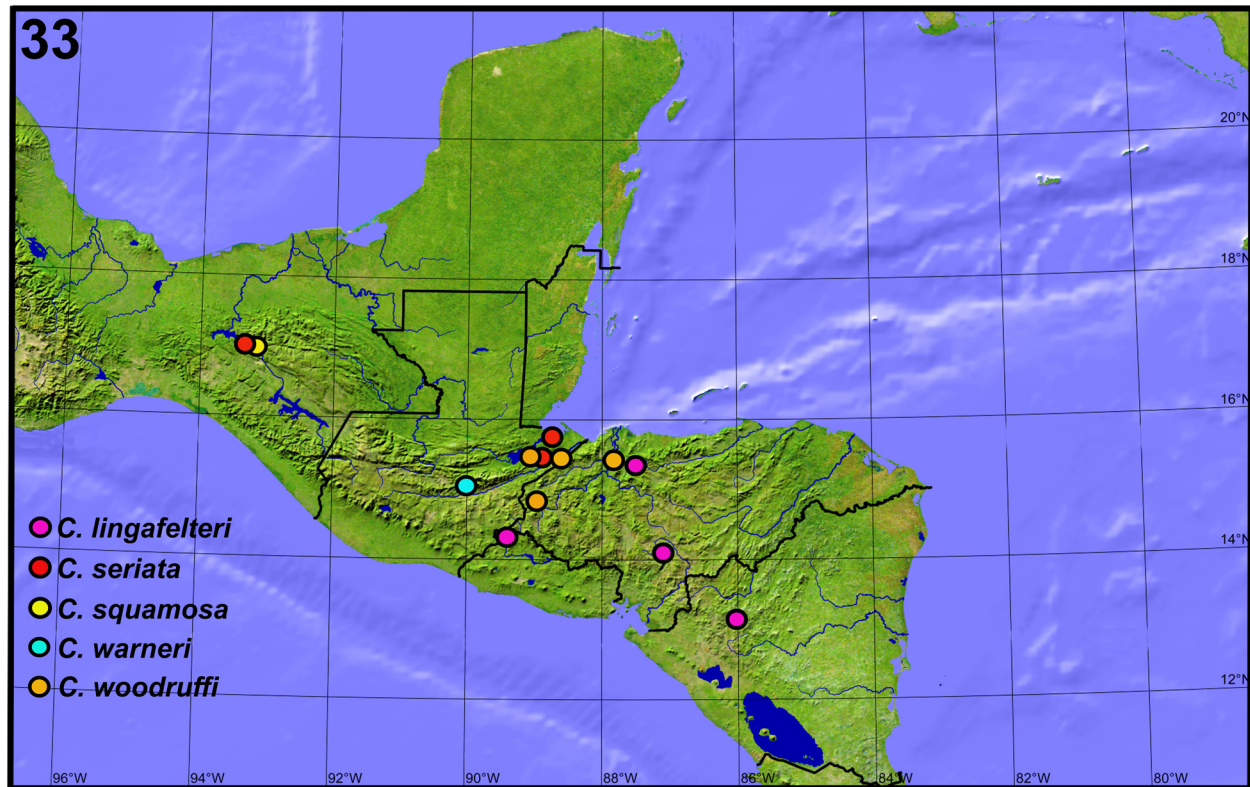 33
20°N
18°N
16°N
14°N
12°N
C. lingafelteri
C. seriata
C. squamosa
C. warneri
C. woodruffi
96°W 94°W 92°W 90°W 88°W 86°W 84°W 82°W 80°W